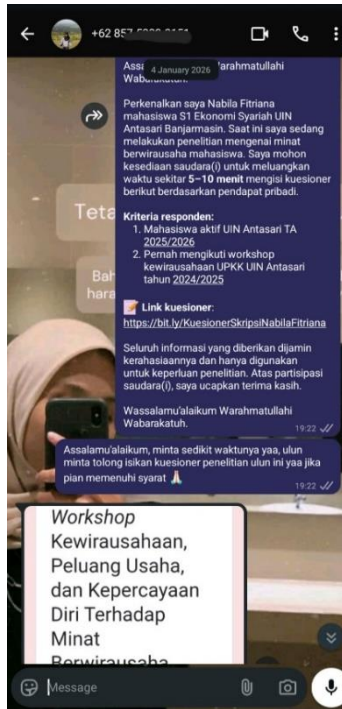 +62 857
4 January 2026
Perkenalkan saya Nabila Fitriana
mahasiswa S1 Ekonomi Syariah UIN
Antasari Banjarmasin. Saat ini saya sedang
melakukan penelitian mengenai minat
berwirausaha mahasiswa. Saya mohon
kesediaan saudara(i) untuk meluangkan
waktu sekitar 5–10 menit mengisi kuesioner
berikut berdasarkan pendapat pribadi.
Kriteria responden:
1. Mahasiswa aktif UIN Antasari TA
2025/2026
2. Pernah mengikuti workshop
kewirausahaan UPKK UIN Antasari
tahun 2024/2025
Link kuesioner:
https://bit.ly/KuesionerSkripsiNabilaFitriana
Seluruh informasi yang diberikan dijamin
kerahasiaannya dan hanya digunakan
untuk keperluan penelitian. Atas partisipasi
saudara(i), saya ucapkan terima kasih.
Wassalamu'alaikum Warahmatullahi
Wabarakatuh.
19:22
Assalamu'alaikum, minta sedikit waktunya yaa, ulun
minta tolong isikan kuesioner penelitian ulun ini yaa jika
pian memenuhi syarat 🙏🏻
19:22
Workshop
Kewirausahaan,
Peluang Usaha,
dan Kepercayaan
Diri Terhadap
Minat
Berwirausaha
Message